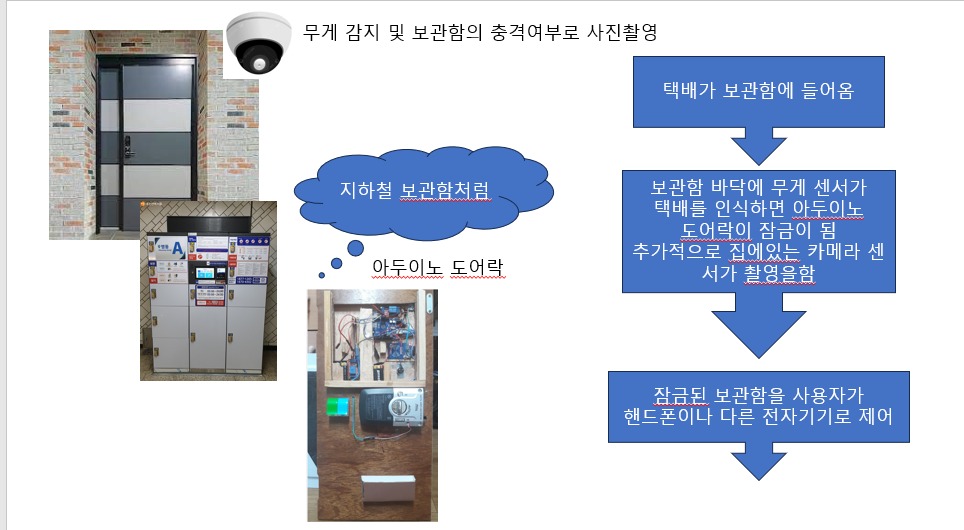 무게 감지 및 보관함의 충격여부로 사진촬영
택배가 보관함에 들어옴
지하철 보관함처럼
보관함 바닥에 무게 센서가
택배를 인식하면 아두이노
도어락이 잠금이 됨
추가적으로 집에있는 카메라 센
서가 촬영을함
아두이노 도어락
A
잠금된 보관함을 사용자가
핸드폰이나 다른 전자기기로 제어